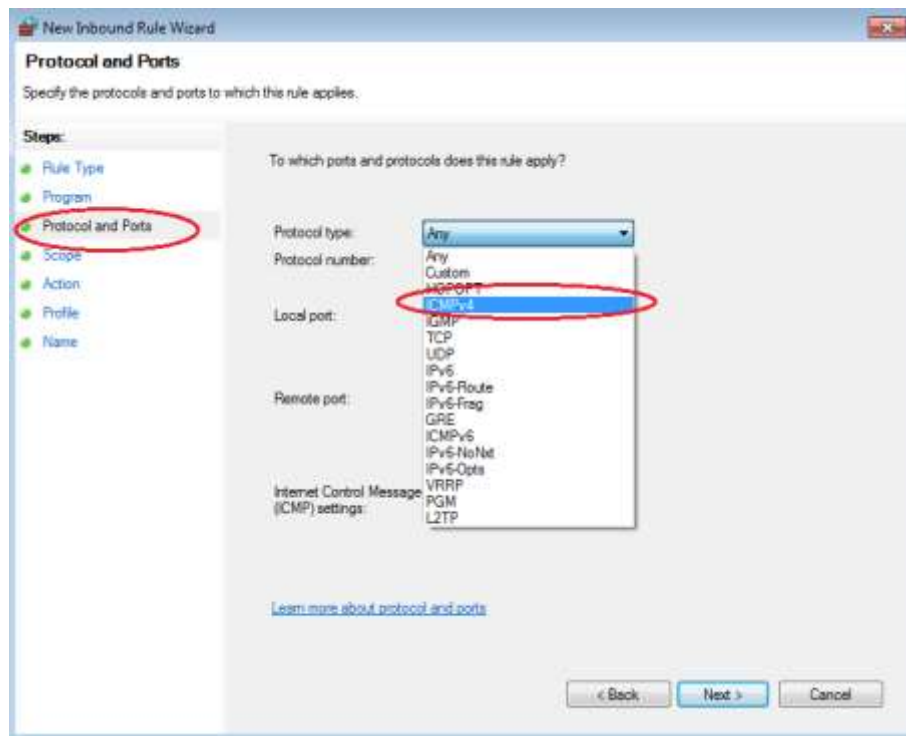 New Inbound Rule Wizard
Protocol and Ports
Specify the protocols and ports to which this rule applies.
Steps:
Rule Type
Program
Protocol and Ports
Scope
Action
Profile
Name
To which ports and protocols does this rule apply?
Protocol type:
Any
Protocol number:
Any
Custom
HOPOPT
ICMPv4
Local port:
IGMP
TCP
UDP
IPv6
IPv6-Route
Remote port:
IPv6-Frag
GRE
ICMPv6
IPv6-NoNxt
IPv6-Opts
Internet Control Message
(ICMP) settings:
VRRP
PGM
L2TP
Learn more about protocol and ports
< Back
Next >
Cancel